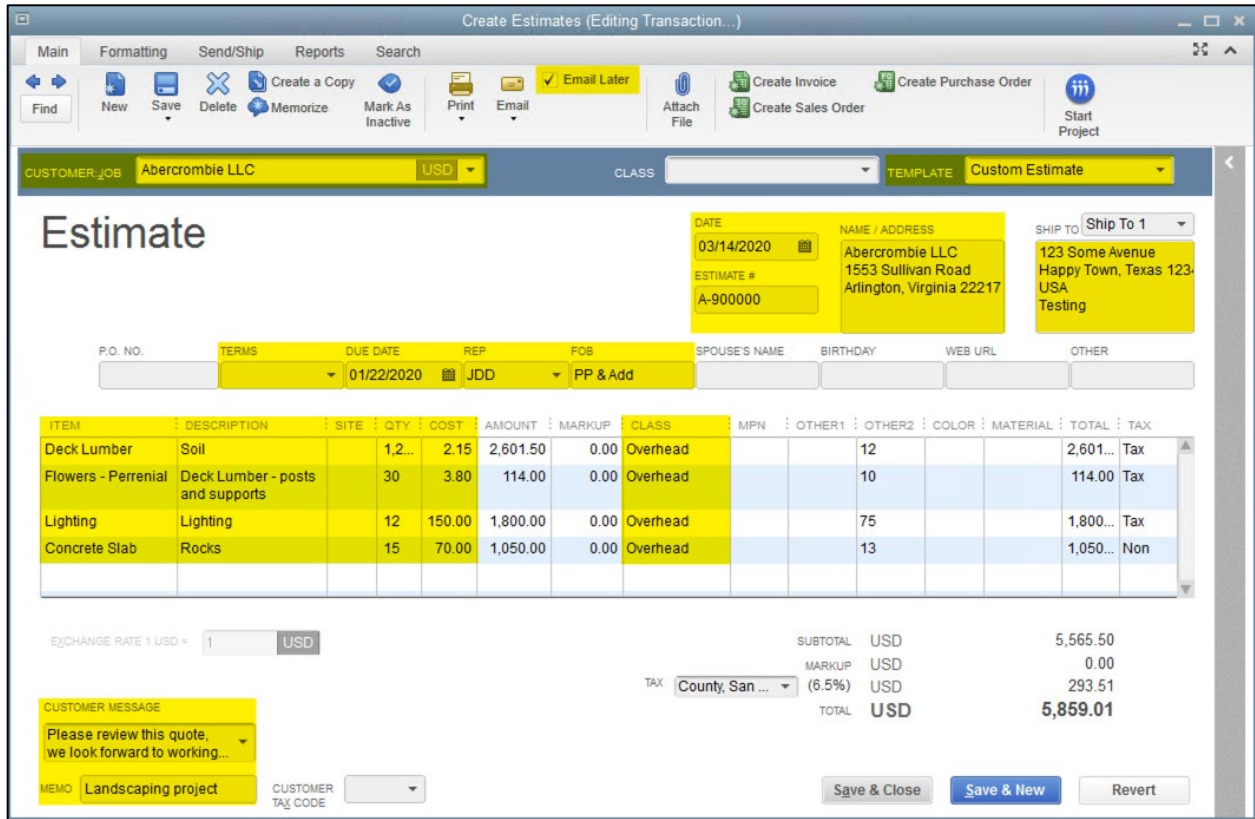 Create Estimates (Editing Transaction...)
Main Formatting Send/Ship Reports Search
Find New Save Delete Create a Copy Memorize Mark As Inactive Print Email Email Later Attach File Create Invoice Create Sales Order Create Purchase Order Start Project
CUSTOMER:JOB Abercrombie LLC USD CLASS TEMPLATE Custom Estimate
Estimate
DATE
03/14/2020
ESTIMATE #
A-900000
NAME / ADDRESS
Abercrombie LLC
1553 Sullivan Road
Arlington, Virginia 22217
SHIP TO Ship To 1
123 Some Avenue
Happy Town, Texas 123
USA
Testing
P.O. NO. TERMS DUE DATE REP FOB SPOUSE'S NAME BIRTHDAY WEB URL OTHER
01/22/2020 JDD PP & Add
ITEM DESCRIPTION SITE QTY COST AMOUNT MARKUP CLASS MPN OTHER1 OTHER2 COLOR MATERIAL TOTAL TAX
Deck Lumber Soil 1,2... 2.15 2,601.50 0.00 Overhead 12 2,601... Tax
Flowers - Perrenial Deck Lumber - posts and supports 30 3.80 114.00 0.00 Overhead 10 114.00 Tax
Lighting Lighting 12 150.00 1,800.00 0.00 Overhead 75 1,800... Tax
Concrete Slab Rocks 15 70.00 1,050.00 0.00 Overhead 13 1,050... Non
EXCHANGE RATE 1 USD = 1 USD
SUBTOTAL USD 5,565.50
MARKUP USD 0.00
TAX County, San ... (6.5%) USD 293.51
TOTAL USD 5,859.01
CUSTOMER MESSAGE
Please review this quote,
we look forward to working...
MEMO Landscaping project
CUSTOMER
TAX CODE
Save & Close Save & New Revert